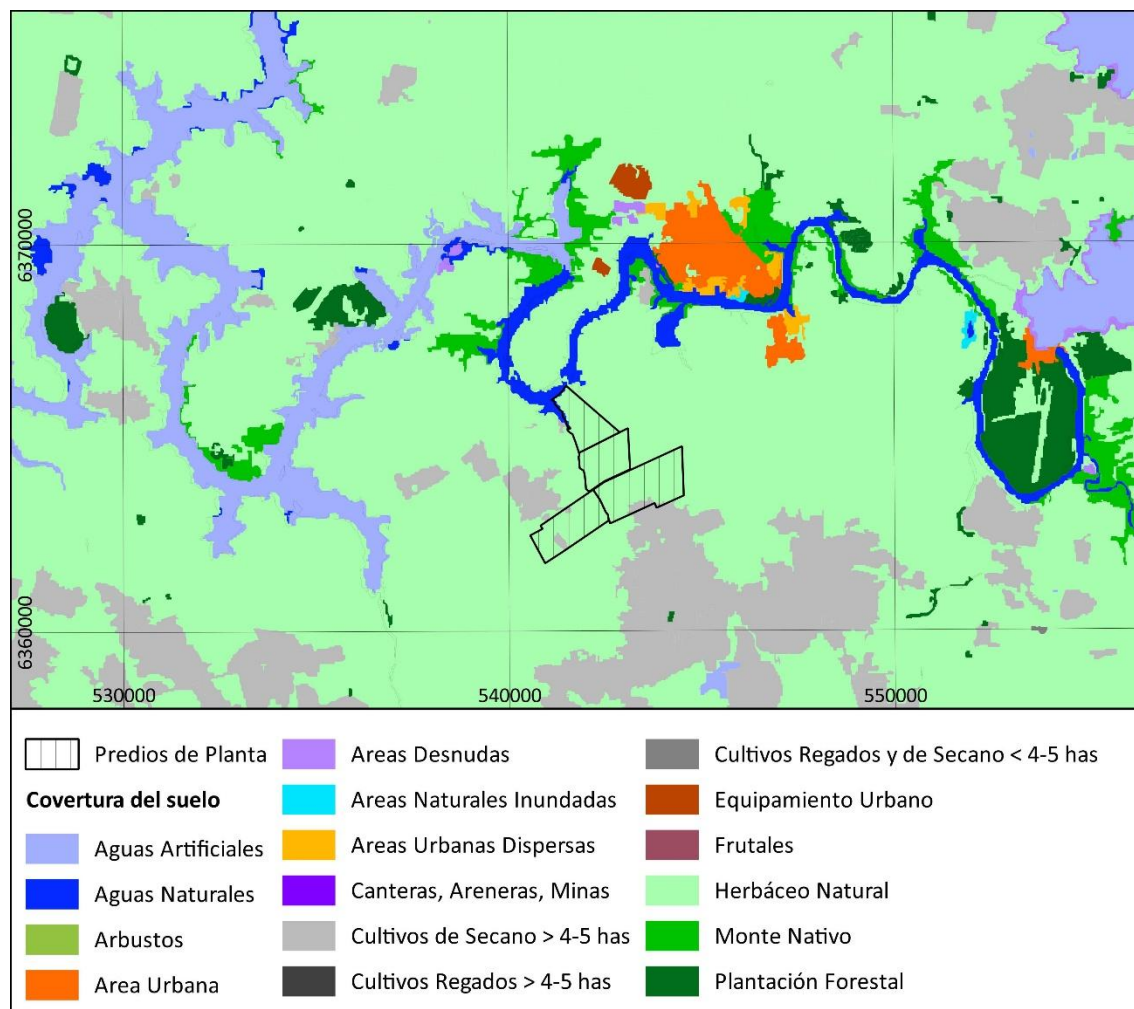 6370000
6360000
530000
540000
550000
Predios de Planta
Covertura del suelo
Aguas Artificiales
Aguas Naturales
Arbustos
Area Urbana
Areas Desnudas
Areas Naturales Inundadas
Areas Urbanas Dispersas
Canteras, Areneras, Minas
Cultivos de Secano > 4-5 has
Cultivos Regados > 4-5 has
Cultivos Regados y de Secano < 4-5 has
Equipamiento Urbano
Frutales
Herbáceo Natural
Monte Nativo
Plantación Forestal